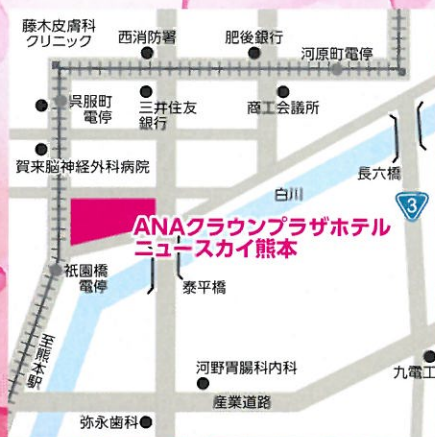 藤木皮膚科
クリニック
西消防署
肥後銀行
河原町電停
呉服町
電停
三井住友
銀行
商工会議所
賀来脳神経外科病院
長六橋
白川
3
ANAクラウンプラザホテル
ニュースカイ熊本
祇園橋
電停
泰平橋
至熊本駅
河野胃腸科内科
九電工
産業道路
弥永歯科